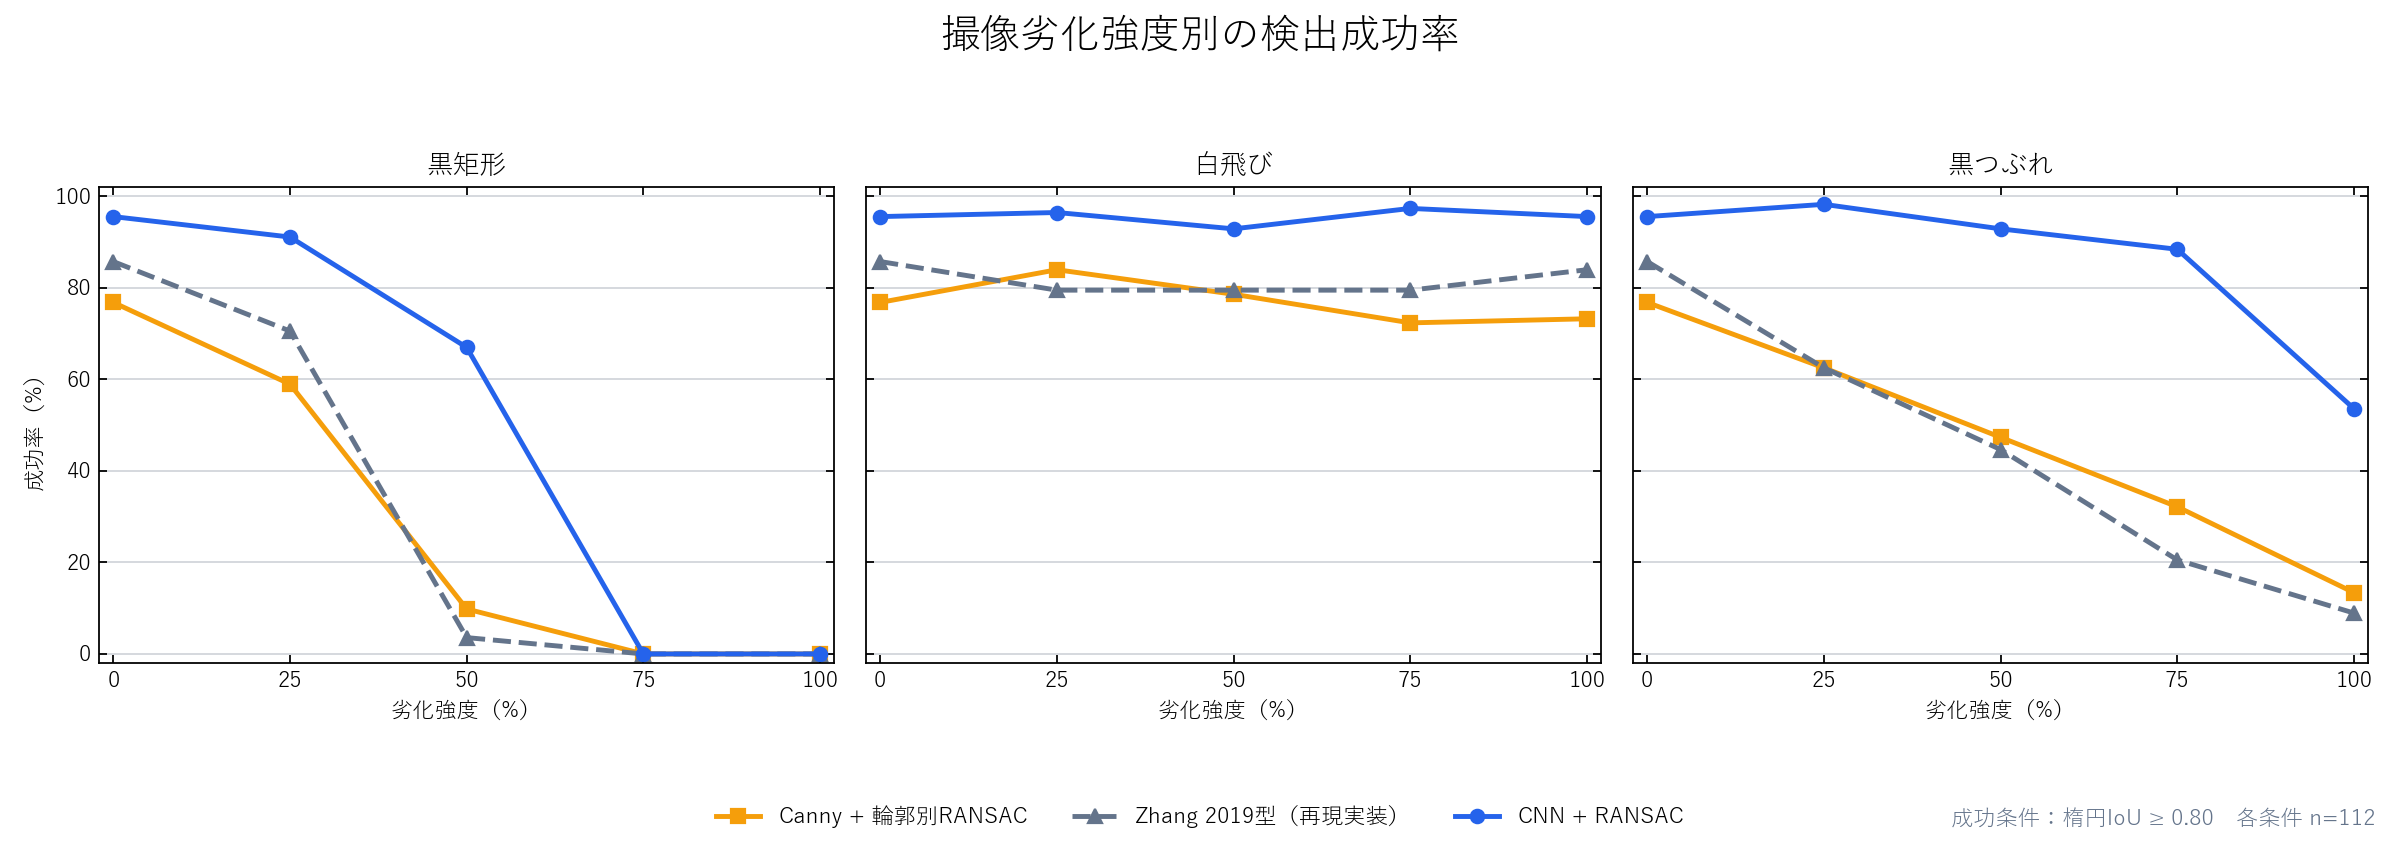 撮像劣化強度別の検出成功率
黒矩形
白飛び
黒つぶれ
成功率 (%)
100
80
60
40
20
0
0 25 50 75 100
0 25 50 75 100
0 25 50 75 100
劣化強度 (%)
劣化強度 (%)
劣化強度 (%)
Canny + 輪郭別RANSAC
Zhang 2019型（再現実装）
CNN + RANSAC
成功条件：楕円IoU ≥ 0.80　各条件 n=112